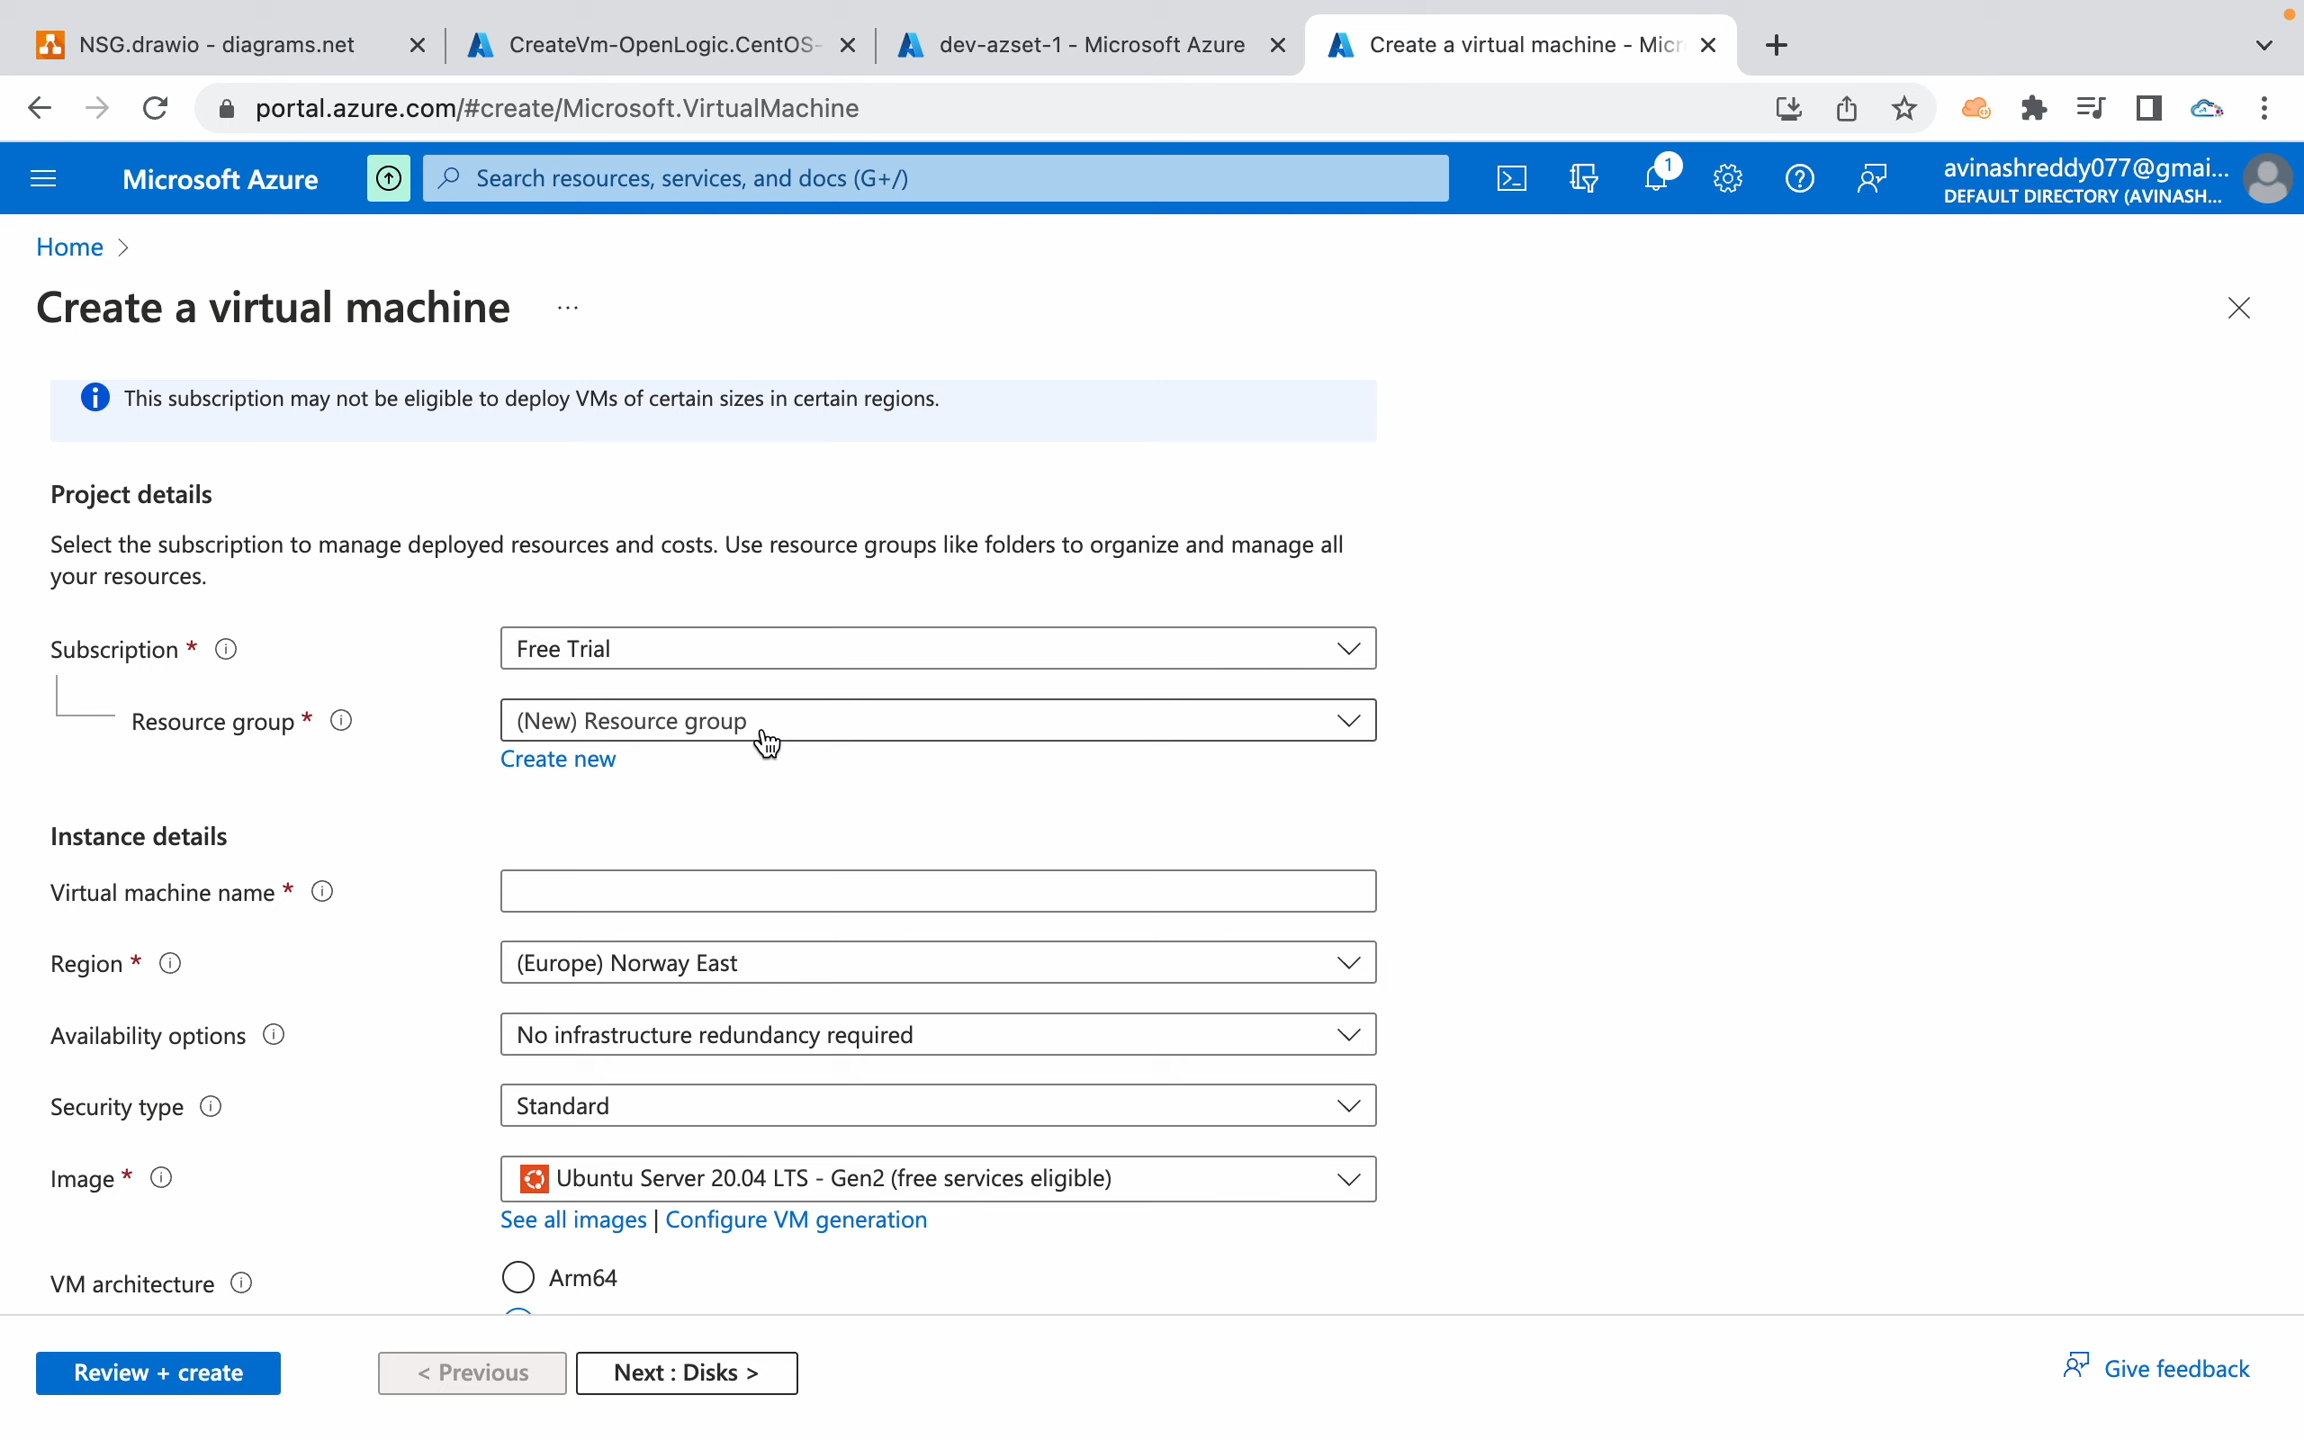 NSG.drawio - diagrams.net
CreateVm-OpenLogic.CentOS-
dev-azset-1 - Microsoft Azure
Create a virtual machine - Micr
portal.azure.com/#create/Microsoft.VirtualMachine
Microsoft Azure
Search resources, services, and docs (G+/)
1
avinashreddy077@gmai...
DEFAULT DIRECTORY (AVINASH...
Home >
Create a virtual machine ...
This subscription may not be eligible to deploy VMs of certain sizes in certain regions.
Project details
Select the subscription to manage deployed resources and costs. Use resource groups like folders to organize and manage all
your resources.
Subscription *
Free Trial
Resource group *
(New) Resource group
Create new
Instance details
Virtual machine name *
Region *
(Europe) Norway East
Availability options
No infrastructure redundancy required
Security type
Standard
Image *
Ubuntu Server 20.04 LTS - Gen2 (free services eligible)
See all images | Configure VM generation
VM architecture
Arm64
Review + create
< Previous
Next : Disks >
Give feedback